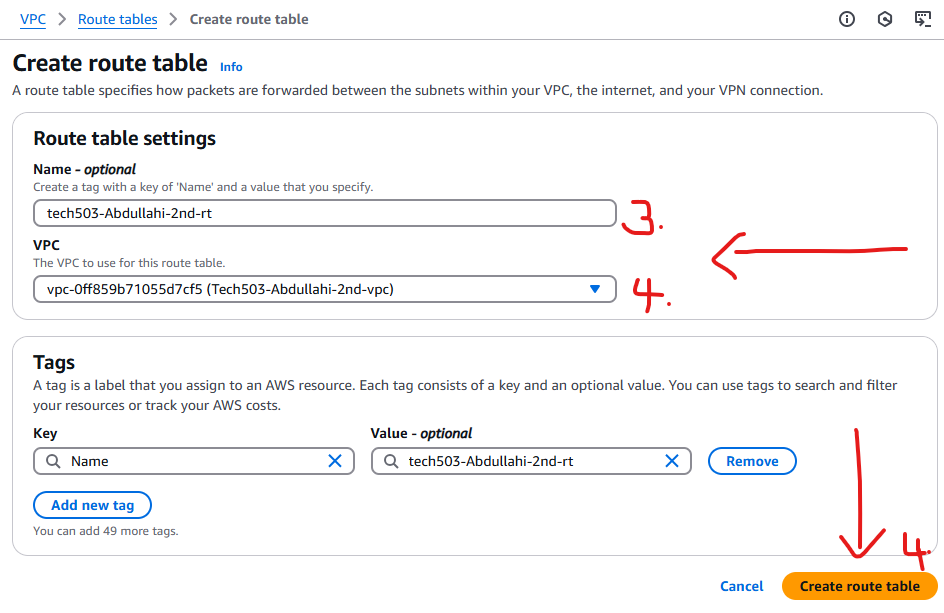 VPC > Route tables > Create route table
Create route table Info
A route table specifies how packets are forwarded between the subnets within your VPC, the internet, and your VPN connection.
Route table settings
Name - optional
Create a tag with a key of 'Name' and a value that you specify.
tech503-Abdullahi-2nd-rt
3.
VPC
The VPC to use for this route table.
vpc-0ff859b71055d7cf5 (Tech503-Abdullahi-2nd-vpc)
4.
Tags
A tag is a label that you assign to an AWS resource. Each tag consists of a key and an optional value. You can use tags to search and filter
your resources or track your AWS costs.
Key Value - optional
Name tech503-Abdullahi-2nd-rt Remove
Add new tag
You can add 49 more tags.
4.
Cancel Create route table